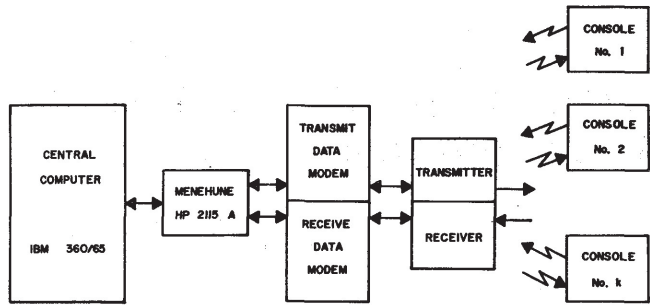 CENTRAL
COMPUTER
IBM 360/65
MENEHUNE
HP 2115 A
TRANSMIT
DATA
MODEM
RECEIVE
DATA
MODEM
TRANSMITTER
RECEIVER
CONSOLE
No. 1
CONSOLE
No. 2
CONSOLE
No. k